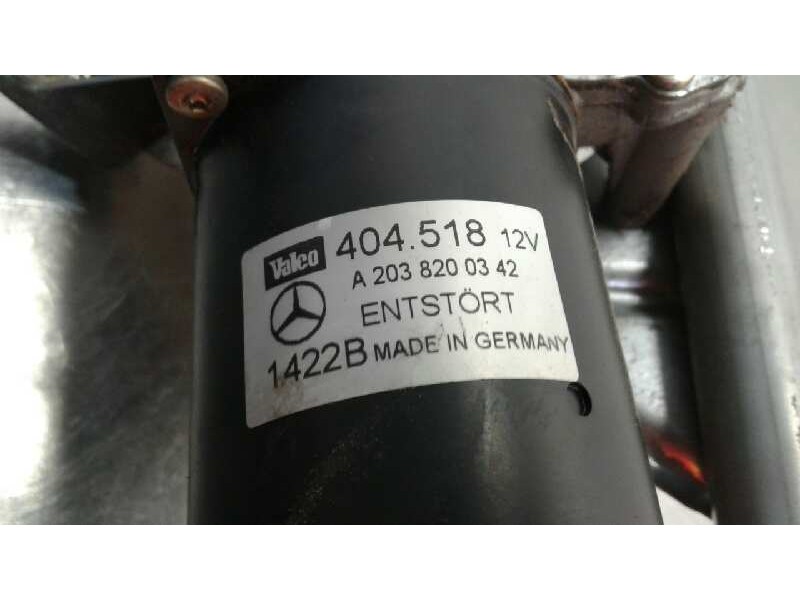 Valeo 404.518 12V
A 203 820 03 42
ENTSTÖRT
1422B MADE IN GERMANY